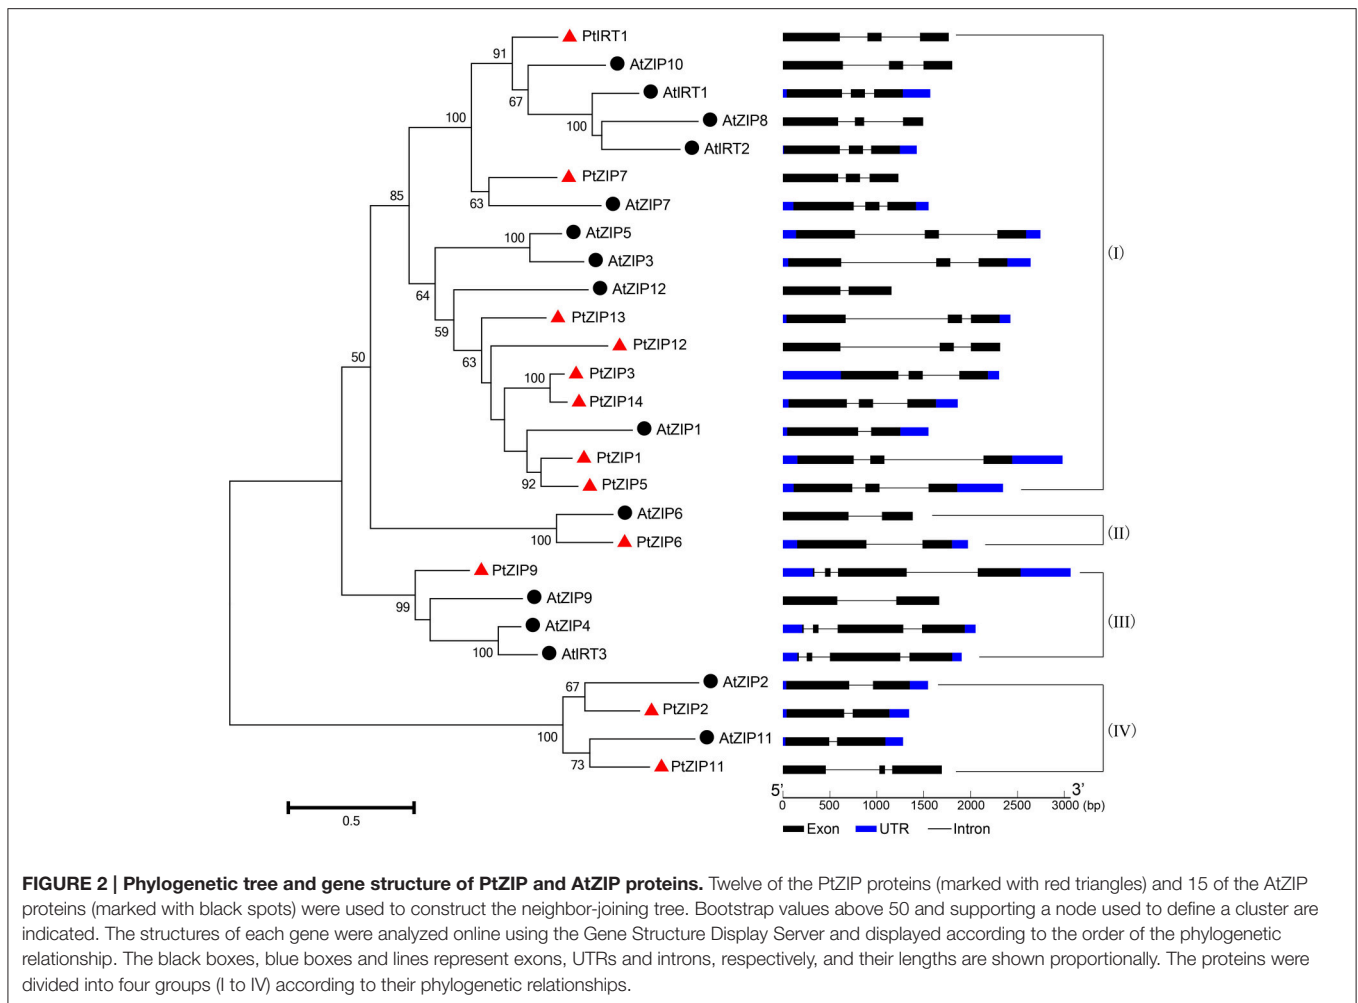 PtIRT1
91
AtZIP10
AtIRT1
67
100
AtZIP8
100
AtIRT2
PtZIP7
85
63
AtZIP7
AtZIP5
100
(I)
AtZIP3
64
AtZIP12
PtZIP13
59
PtZIP12
50
63
PtZIP3
100
PtZIP14
AtZIP1
PtZIP1
92
PtZIP5
AtZIP6
(II)
100
PtZIP6
PtZIP9
AtZIP9
99
AtZIP4
(III)
100
AtIRT3
AtZIP2
67
PtZIP2
100
AtZIP11
(IV)
73
PtZIP11
5’ 3’
0 500 1000 1500 2000 2500 3000 (bp)
0.5
Exon UTR Intron
FIGURE 2 | Phylogenetic tree and gene structure of PtZIP and AtZIP proteins. Twelve of the PtZIP proteins (marked with red triangles) and 15 of the AtZIP
proteins (marked with black spots) were used to construct the neighbor-joining tree. Bootstrap values above 50 and supporting a node used to define a cluster are
indicated. The structures of each gene were analyzed online using the Gene Structure Display Server and displayed according to the order of the phylogenetic
relationship. The black boxes, blue boxes and lines represent exons, UTRs and introns, respectively, and their lengths are shown proportionally. The proteins were
divided into four groups (I to IV) according to their phylogenetic relationships.